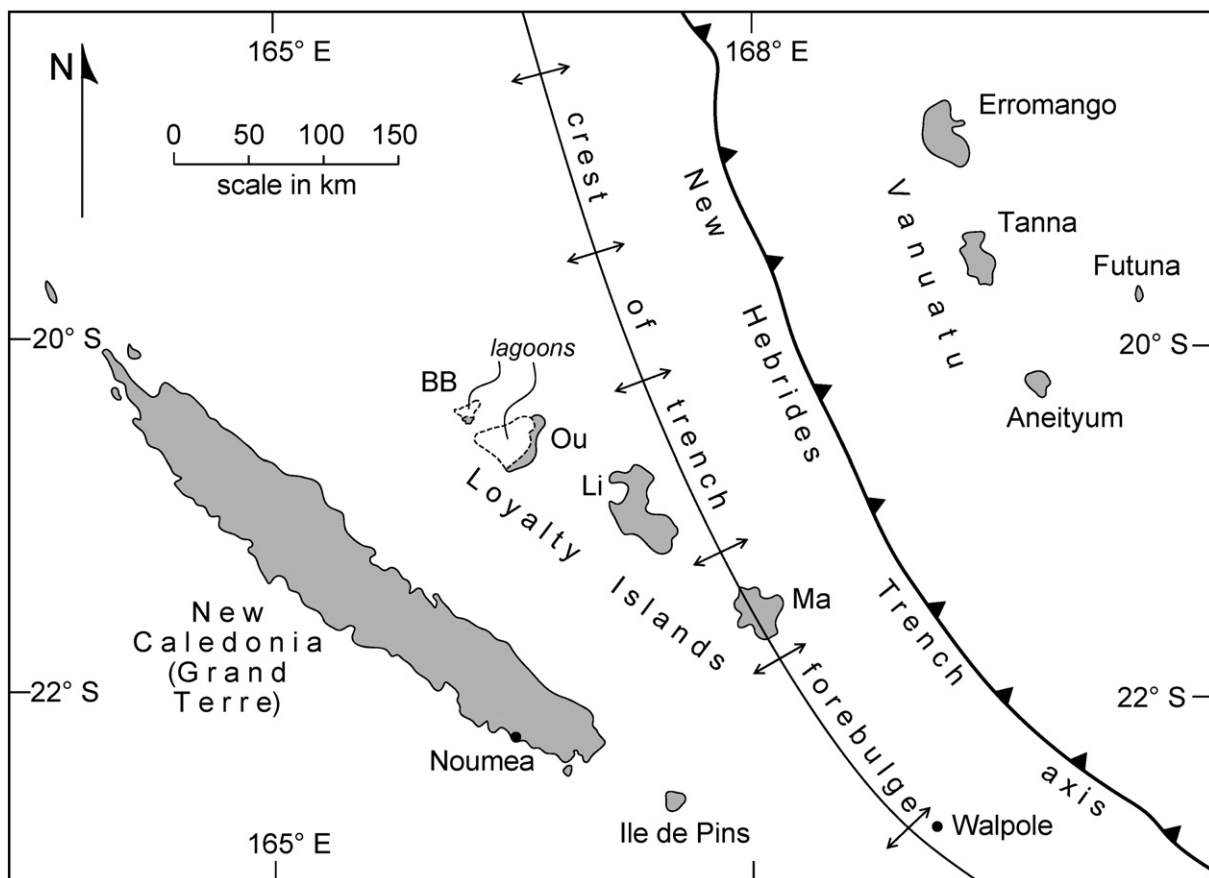 165° E
168° E
N
0 50 100 150
scale in km
Erromango
Tanna
Futuna
Aneityum
Vanuatu
crest of trench forebulge
New Hebrides Trench axis
20° S
20° S
lagoons
BB
Ou
Li
Ma
Loyalty Islands
New
Caledonia
(Grand
Terre)
22° S
22° S
Noumea
Ile de Pins
Walpole
165° E